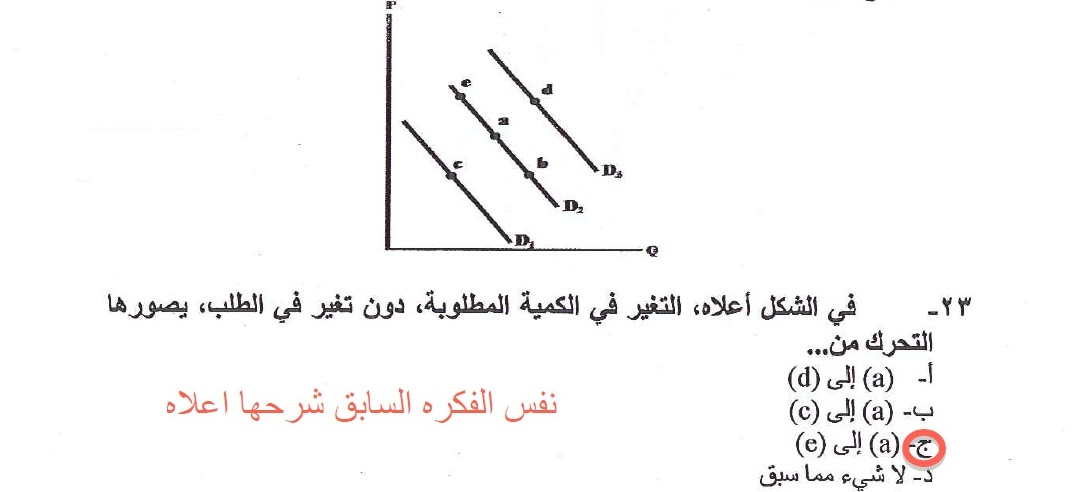 P
e
d
a
c
b
D₃
D₂
D₁
Q
٢٣- في الشكل أعلاه، التغير في الكمية المطلوبة، دون تغير في الطلب، يصورها
التحرك من...
أ- (a) إلى (d)
ب- (a) إلى (c)
ج- (a) إلى (e)
د- لا شيء مما سبق
نفس الفكره السابق شرحها اعلاه